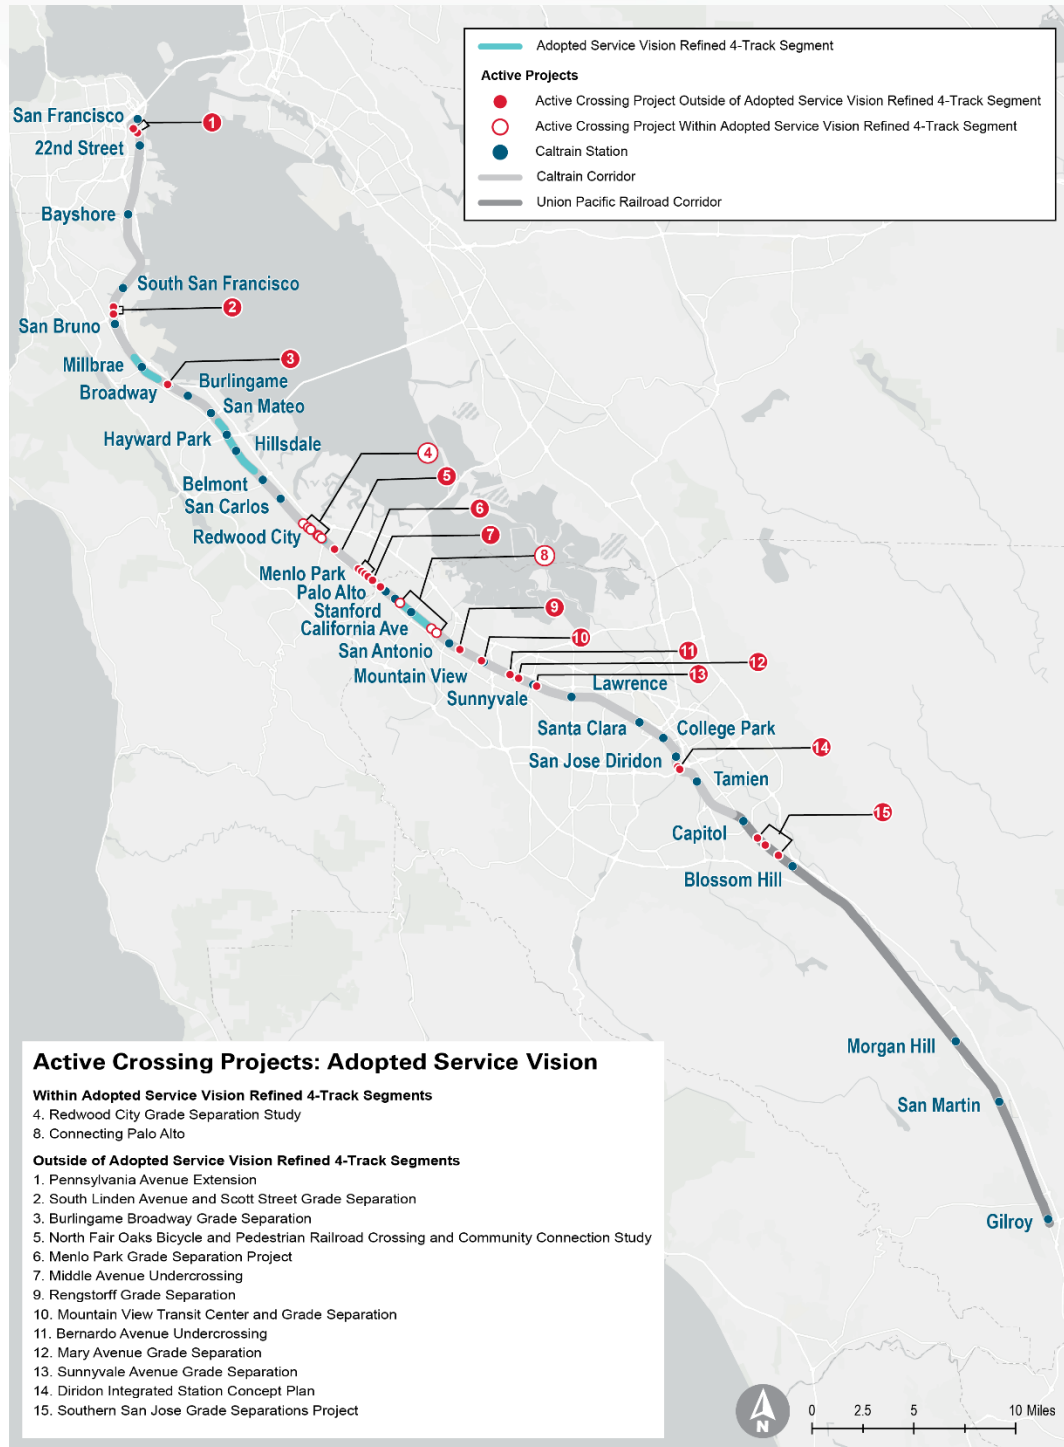 Adopted Service Vision Refined 4-Track Segment
Active Projects
Active Crossing Project Outside of Adopted Service Vision Refined 4-Track Segment
Active Crossing Project Within Adopted Service Vision Refined 4-Track Segment
Caltrain Station
Caltrain Corridor
Union Pacific Railroad Corridor
San Francisco
1
22nd Street
Bayshore
South San Francisco
2
San Bruno
3
Millbrae
Burlingame
Broadway
San Mateo
Hayward Park
Hillsdale
4
5
Belmont
San Carlos
6
Redwood City
7
8
Menlo Park
Palo Alto
Stanford
9
California Ave
10
San Antonio
11
12
Mountain View
13
Lawrence
Sunnyvale
Santa Clara
College Park
14
San Jose Diridon
Tamien
15
Capitol
Blossom Hill
Morgan Hill
San Martin
Gilroy
Active Crossing Projects: Adopted Service Vision
Within Adopted Service Vision Refined 4-Track Segments
4. Redwood City Grade Separation Study
8. Connecting Palo Alto
Outside of Adopted Service Vision Refined 4-Track Segments
1. Pennsylvania Avenue Extension
2. South Linden Avenue and Scott Street Grade Separation
3. Burlingame Broadway Grade Separation
5. North Fair Oaks Bicycle and Pedestrian Railroad Crossing and Community Connection Study
6. Menlo Park Grade Separation Project
7. Middle Avenue Undercrossing
9. Rengstorff Grade Separation
10. Mountain View Transit Center and Grade Separation
11. Bernardo Avenue Undercrossing
12. Mary Avenue Grade Separation
13. Sunnyvale Avenue Grade Separation
14. Diridon Integrated Station Concept Plan
15. Southern San Jose Grade Separations Project
N
0 2.5 5 10 Miles